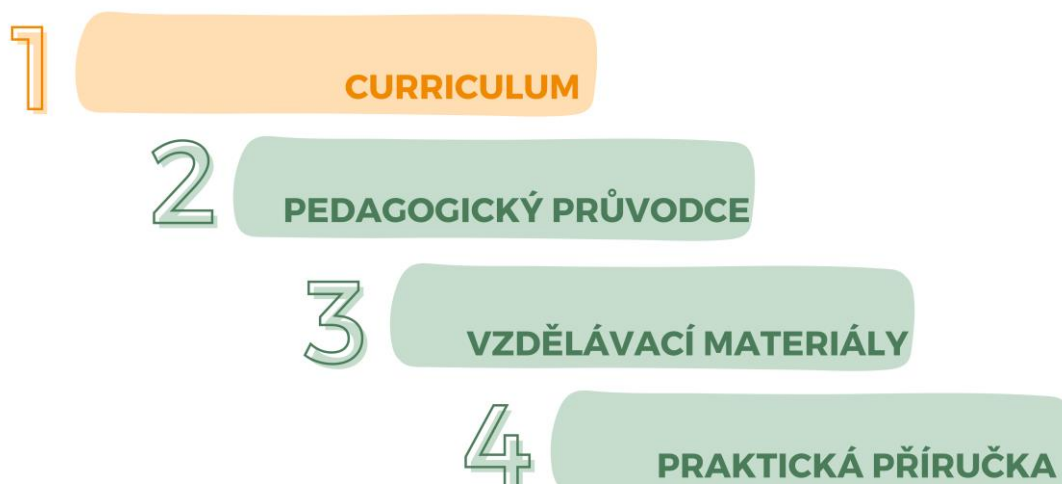 1 CURRICULUM
2 PEDAGOGICKÝ PRŮVODCE
3 VZDĚLÁVACÍ MATERIÁLY
4 PRAKTICKÁ PŘÍRUČKA